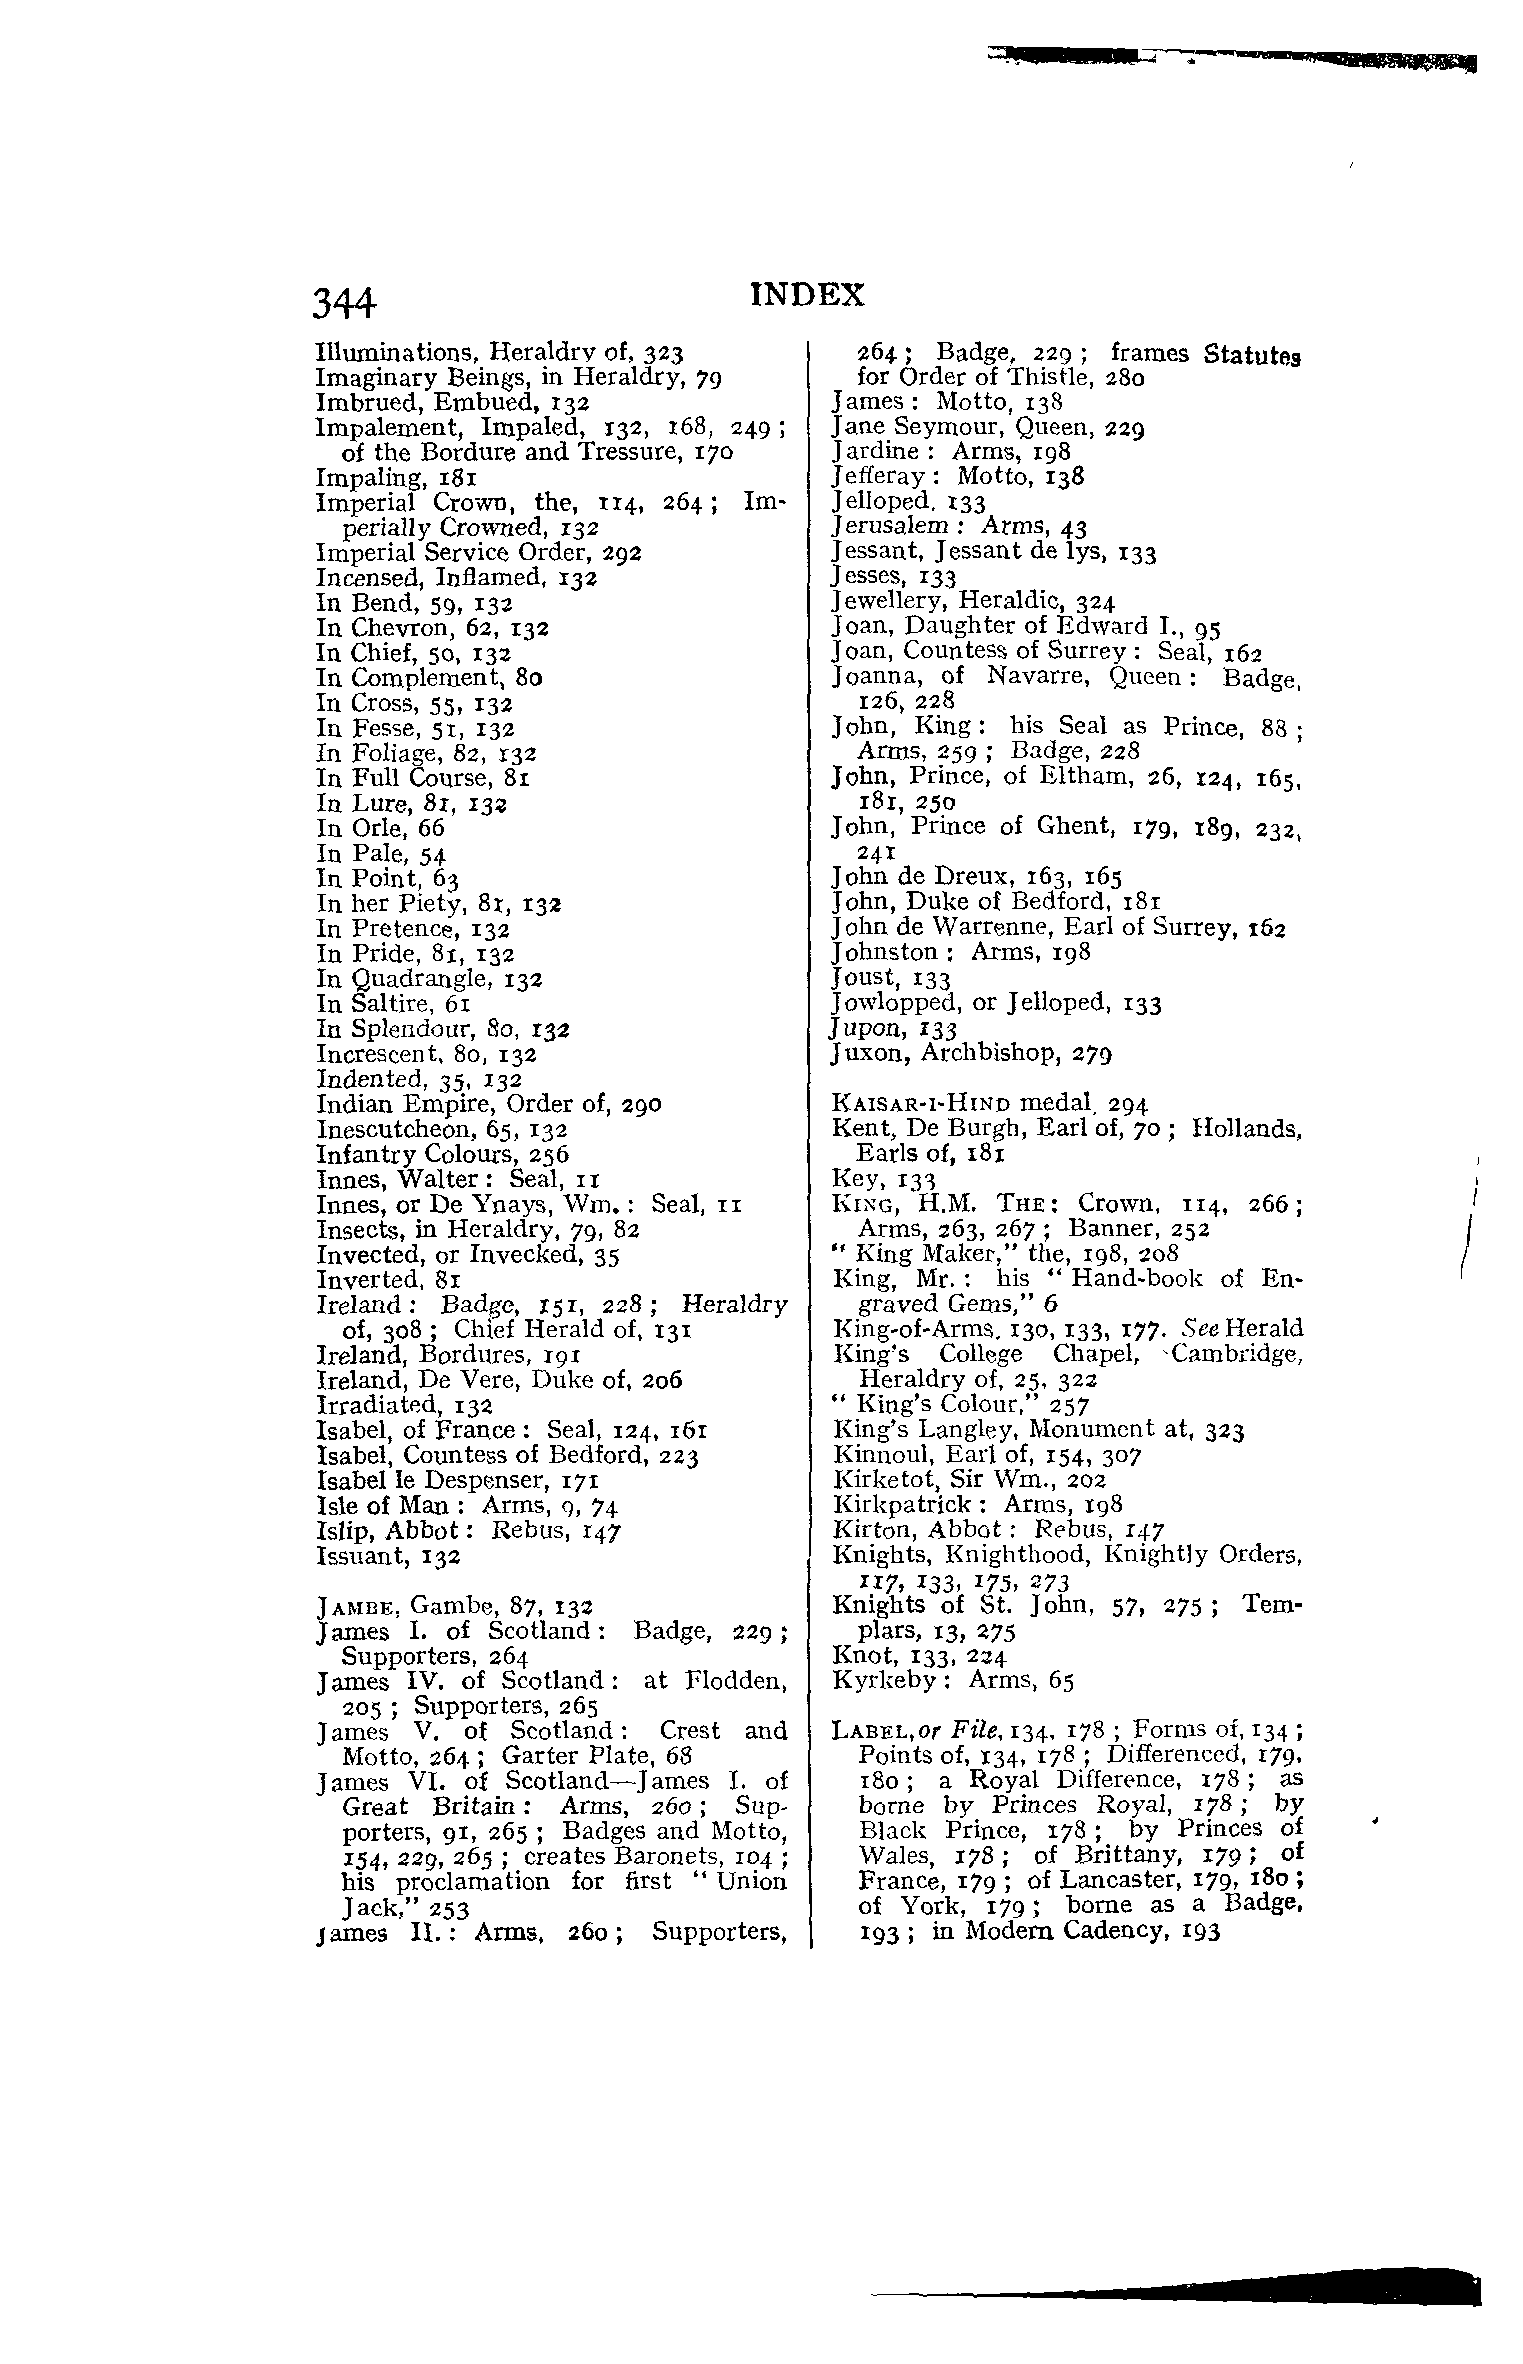 344
INDEX
Illuminations, Heraldry of, 323
Imaginary Beings, in Heraldry, 79
Imbrued, Embued, 132
Impalement, Impaled, 132, 168, 249 ;
of the Bordure and Tressure, 170
Impaling, 181
Imperial Crown, the, 114, 264 ; Im-
perially Crowned, 132
Imperial Service Order, 292
Incensed, Inflamed, 132
In Bend, 59, 132
In Chevron, 62, 132
In Chief, 50, 132
In Complement, 80
In Cross, 55, 132
In Fesse, 51, 132
In Foliage, 82, 132
In Full Course, 81
In Lure, 81, 132
In Orle, 66
In Pale, 54
In Point, 63
In her Piety, 81, 132
In Pretence, 132
In Pride, 81, 132
In Quadrangle, 132
In Saltire, 61
In Splendour, 80, 132
Increscent, 80, 132
Indented, 35, 132
Indian Empire, Order of, 290
Inescutcheon, 65, 132
Infantry Colours, 256
Innes, Walter : Seal, 11
Innes, or De Ynays, Wm. : Seal, 11
Insects, in Heraldry, 79, 82
Invected, or Invecked, 35
Inverted, 81
Ireland : Badge, 151, 228 ; Heraldry
of, 308 ; Chief Herald of, 131
Ireland, Bordures, 191
Ireland, De Vere, Duke of, 206
Irradiated, 132
Isabel, of France : Seal, 124, 161
Isabel, Countess of Bedford, 223
Isabel le Despenser, 171
Isle of Man : Arms, 9, 74
Islip, Abbot : Rebus, 147
Issuant, 132
JAMBE, Gambe, 87, 132
James I. of Scotland : Badge, 229 ;
Supporters, 264
James IV. of Scotland : at Flodden,
205 ; Supporters, 265
James V. of Scotland : Crest and
Motto, 264 ; Garter Plate, 68
James VI. of Scotland—James I. of
Great Britain : Arms, 260 ; Sup-
porters, 91, 265 ; Badges and Motto,
154, 229, 265 ; creates Baronets, 104 ;
his proclamation for first “ Union
Jack,” 253
James II. : Arms, 260 ; Supporters,
264 ; Badge, 229 ; frames Statutes
for Order of Thistle, 280
James : Motto, 138
Jane Seymour, Queen, 229
Jardine : Arms, 198
Jefferay : Motto, 138
Jelloped, 133
Jerusalem : Arms, 43
Jessant, Jessant de lys, 133
Jesses, 133
Jewellery, Heraldic, 324
Joan, Daughter of Edward I., 95
Joan, Countess of Surrey : Seal, 162
Joanna, of Navarre, Queen : Badge,
126, 228
John, King : his Seal as Prince, 88 ;
Arms, 259 ; Badge, 228
John, Prince, of Eltham, 26, 124, 165,
181, 250
John, Prince of Ghent, 179, 189, 232,
241
John de Dreux, 163, 165
John, Duke of Bedford, 181
John de Warrenne, Earl of Surrey, 162
Johnston : Arms, 198
Joust, 133
Jowlopped, or Jelloped, 133
Jupon, 133
Juxon, Archbishop, 279
KAISAR-I-HIND medal, 294
Kent, De Burgh, Earl of, 70 ; Hollands,
Earls of, 181
Key, 133
KING, H.M. THE : Crown, 114, 266 ;
Arms, 263, 267 ; Banner, 252
“ King Maker,” the, 198, 208
King, Mr. : his “ Hand-book of En-
graved Gems,” 6
King-of-Arms, 130, 133, 177. See Herald
King’s College Chapel, Cambridge,
Heraldry of, 25, 322
“ King’s Colour,” 257
King’s Langley, Monument at, 323
Kinnoul, Earl of, 154, 307
Kirketot, Sir Wm., 202
Kirkpatrick : Arms, 198
Kirton, Abbot : Rebus, 147
Knights, Knighthood, Knightly Orders,
117, 133, 175, 273
Knights of St. John, 57, 275 ; Tem-
plars, 13, 275
Knot, 133, 224
Kyrkeby : Arms, 65
LABEL, or File, 134, 178 ; Forms of, 134 ;
Points of, 134, 178 ; Differenced, 179,
180 ; a Royal Difference, 178 ; as
borne by Princes Royal, 178 ; by
Black Prince, 178 ; by Princes of
Wales, 178 ; of Brittany, 179 ; of
France, 179 ; of Lancaster, 179, 180 ;
of York, 179 ; borne as a Badge,
193 ; in Modern Cadency, 193